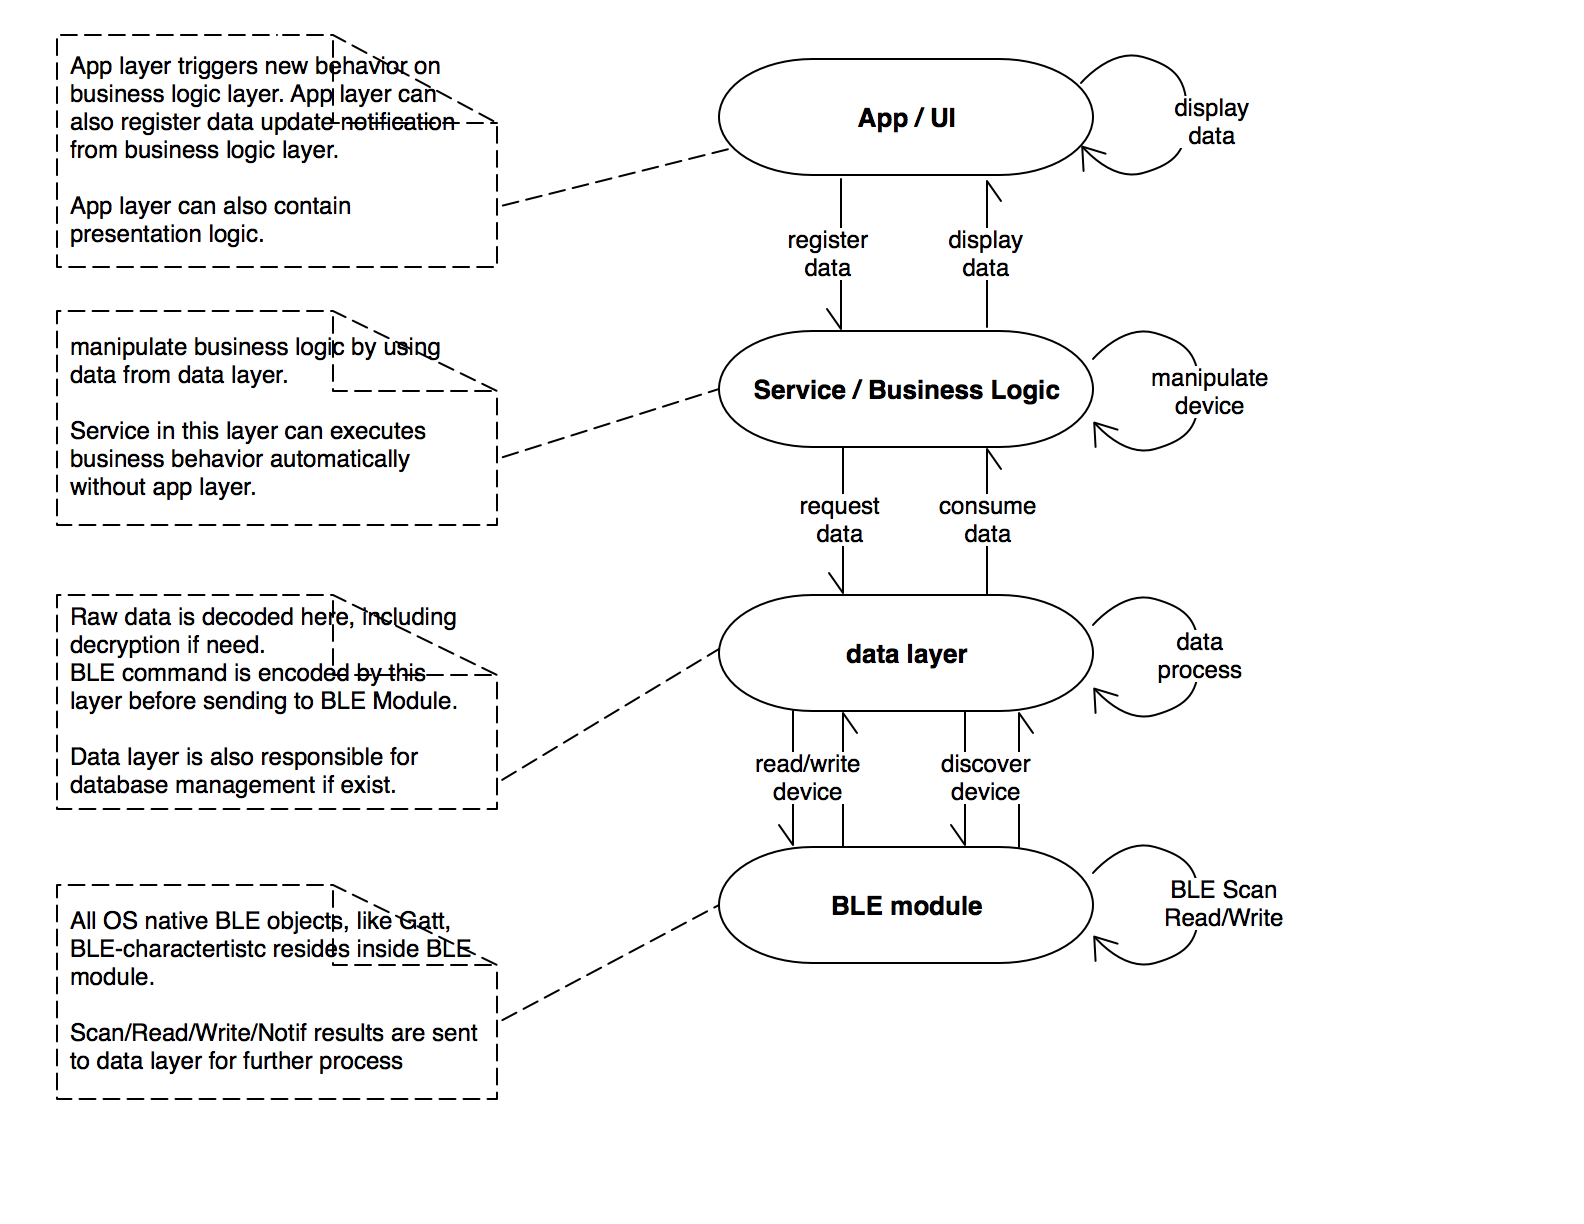 App layer triggers new behavior on
business logic layer. App layer can
also register data update notification
from business logic layer.
App layer can also contain
presentation logic.
App / UI
display
data
register
data
display
data
manipulate business logic by using
data from data layer.
Service in this layer can executes
business behavior automatically
without app layer.
Service / Business Logic
manipulate
device
request
data
consume
data
Raw data is decoded here, including
decryption if need.
BLE command is encoded by this
layer before sending to BLE Module.
Data layer is also responsible for
database management if exist.
data layer
data
process
read/write
device
discover
device
All OS native BLE objects, like Gatt,
BLE-charactertistc resides inside BLE
module.
Scan/Read/Write/Notif results are sent
to data layer for further process
BLE module
BLE Scan
Read/Write